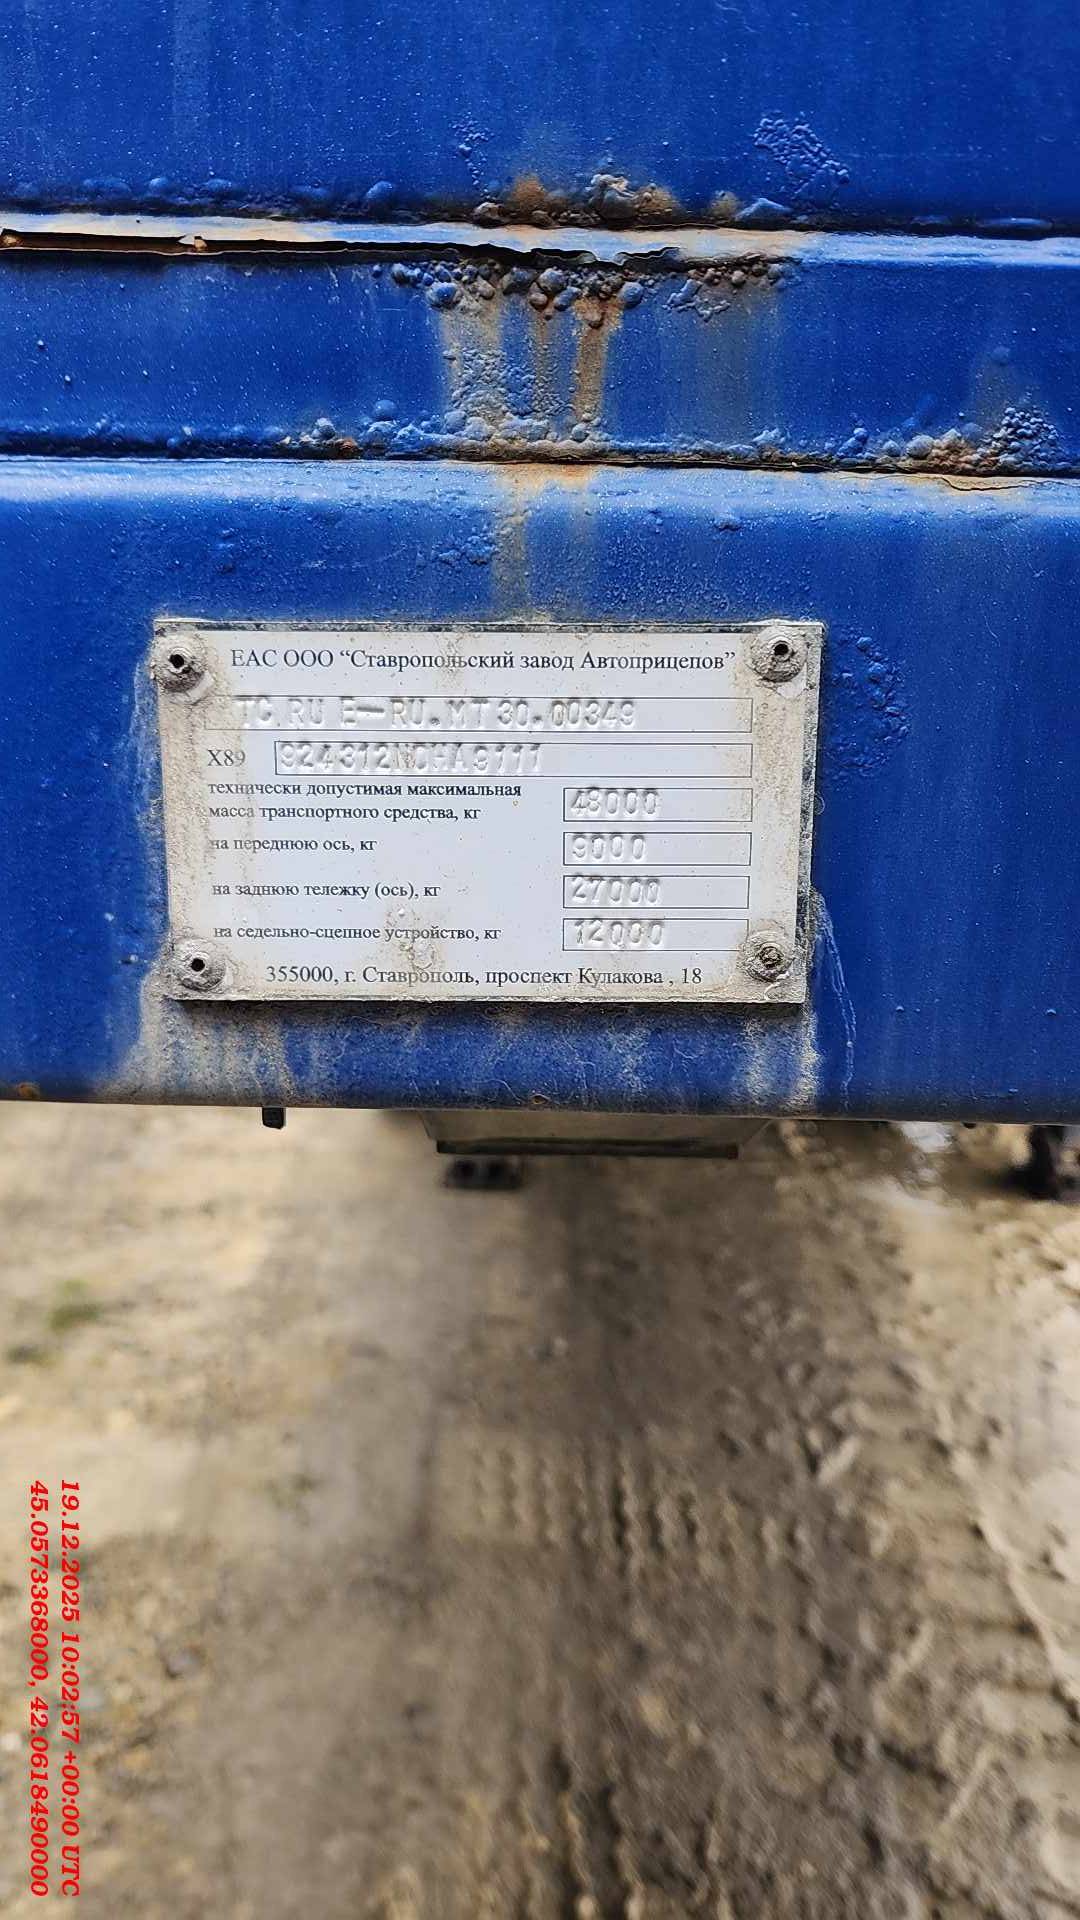 ЕАС ООО “Ставропольский завод Автоприцепов”
TC RU E-RU.MT30.00349
X89 924312N0HA9111
технически допустимая максимальная
масса транспортного средства, кг 48000
на переднюю ось, кг 9000
на заднюю тележку (ось), кг 27000
на седельно-сцепное устройство, кг 12000
355000, г. Ставрополь, проспект Кулакова , 18
19.12.2025 10:02:57 +00:00 UTC
45.0573368000, 42.0618490000